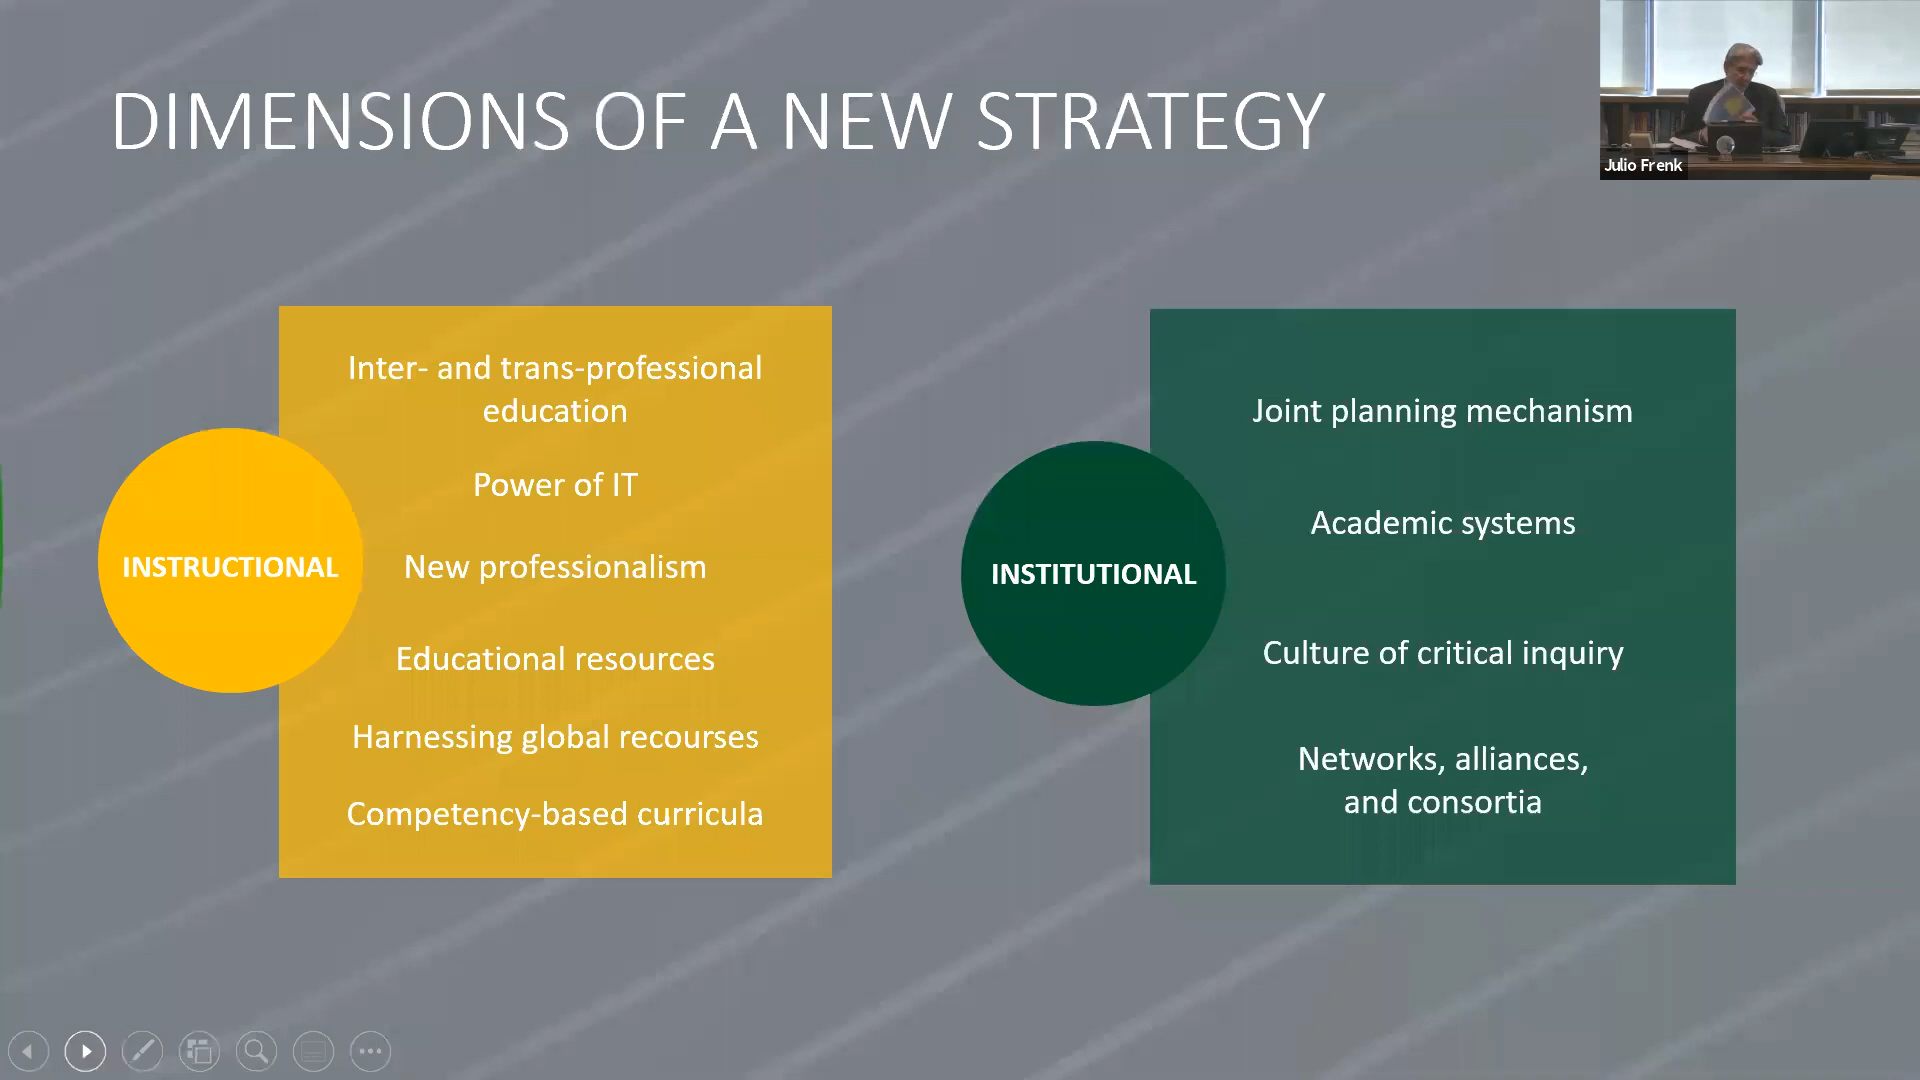 DIMENSIONS OF A NEW STRATEGY
Julio Frenk
INSTRUCTIONAL
Inter- and trans-professional
education
Power of IT
New professionalism
Educational resources
Harnessing global recourses
Competency-based curricula
INSTITUTIONAL
Joint planning mechanism
Academic systems
Culture of critical inquiry
Networks, alliances,
and consortia